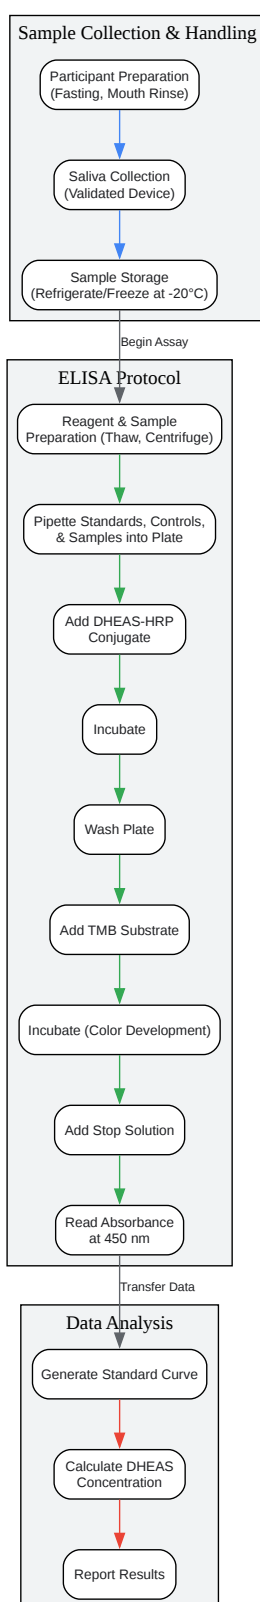 Sample Collection & Handling
Participant Preparation
(Fasting, Mouth Rinse)
Saliva Collection
(Validated Device)
Sample Storage
(Refrigerate/Freeze at -20°C)
Begin Assay
ELISA Protocol
Reagent & Sample
Preparation (Thaw, Centrifuge)
Pipette Standards, Controls,
& Samples into Plate
Add DHEAS-HRP
Conjugate
Incubate
Wash Plate
Add TMB Substrate
Incubate (Color Development)
Add Stop Solution
Read Absorbance
at 450 nm
Transfer Data
Data Analysis
Generate Standard Curve
Calculate DHEAS
Concentration
Report Results